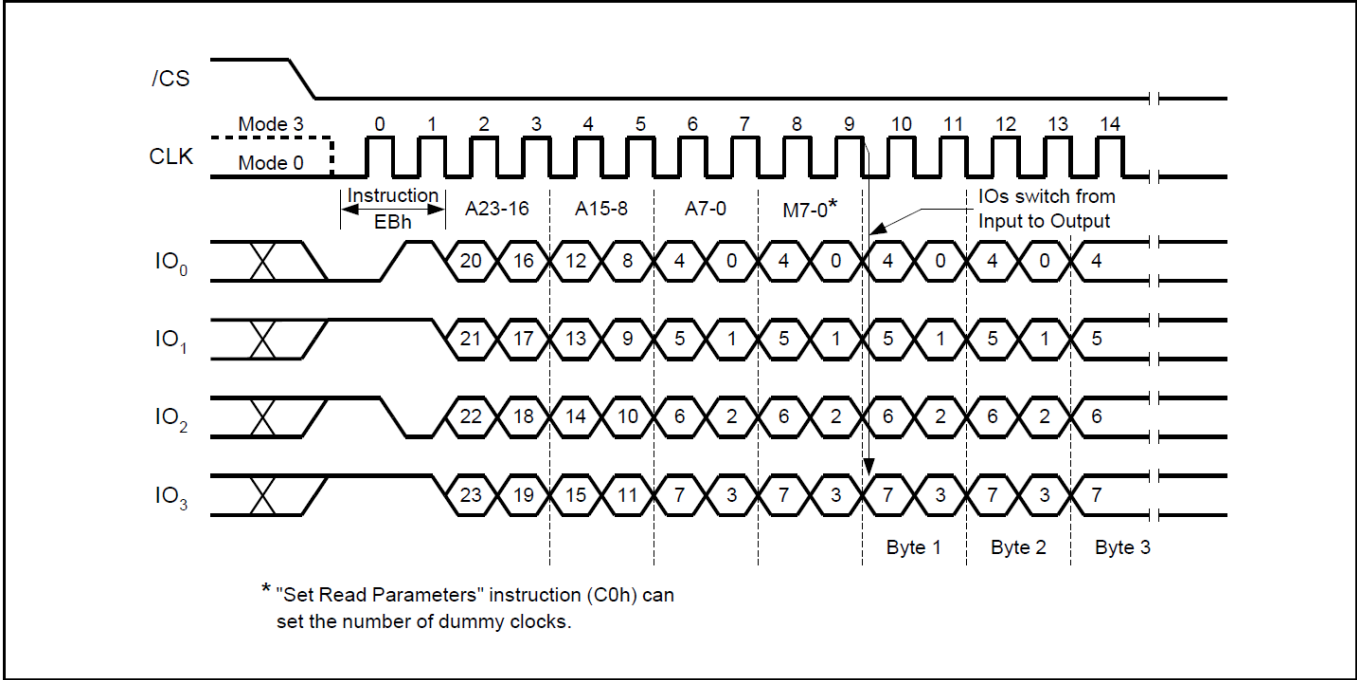 /CS
Mode 3 0 1 2 3 4 5 6 7 8 9 10 11 12 13 14
CLK
Mode 0
Instruction
EBh
A23-16 A15-8 A7-0 M7-0*
IOs switch from
Input to Output
IO₀ 20 16 12 8 4 0 4 0 4 0 4 0 4
IO₁ 21 17 13 9 5 1 5 1 5 1 5 1 5
IO₂ 22 18 14 10 6 2 6 2 6 2 6 2 6
IO₃ 23 19 15 11 7 3 7 3 7 3 7 3 7
Byte 1 Byte 2 Byte 3
* "Set Read Parameters" instruction (C0h) can
set the number of dummy clocks.